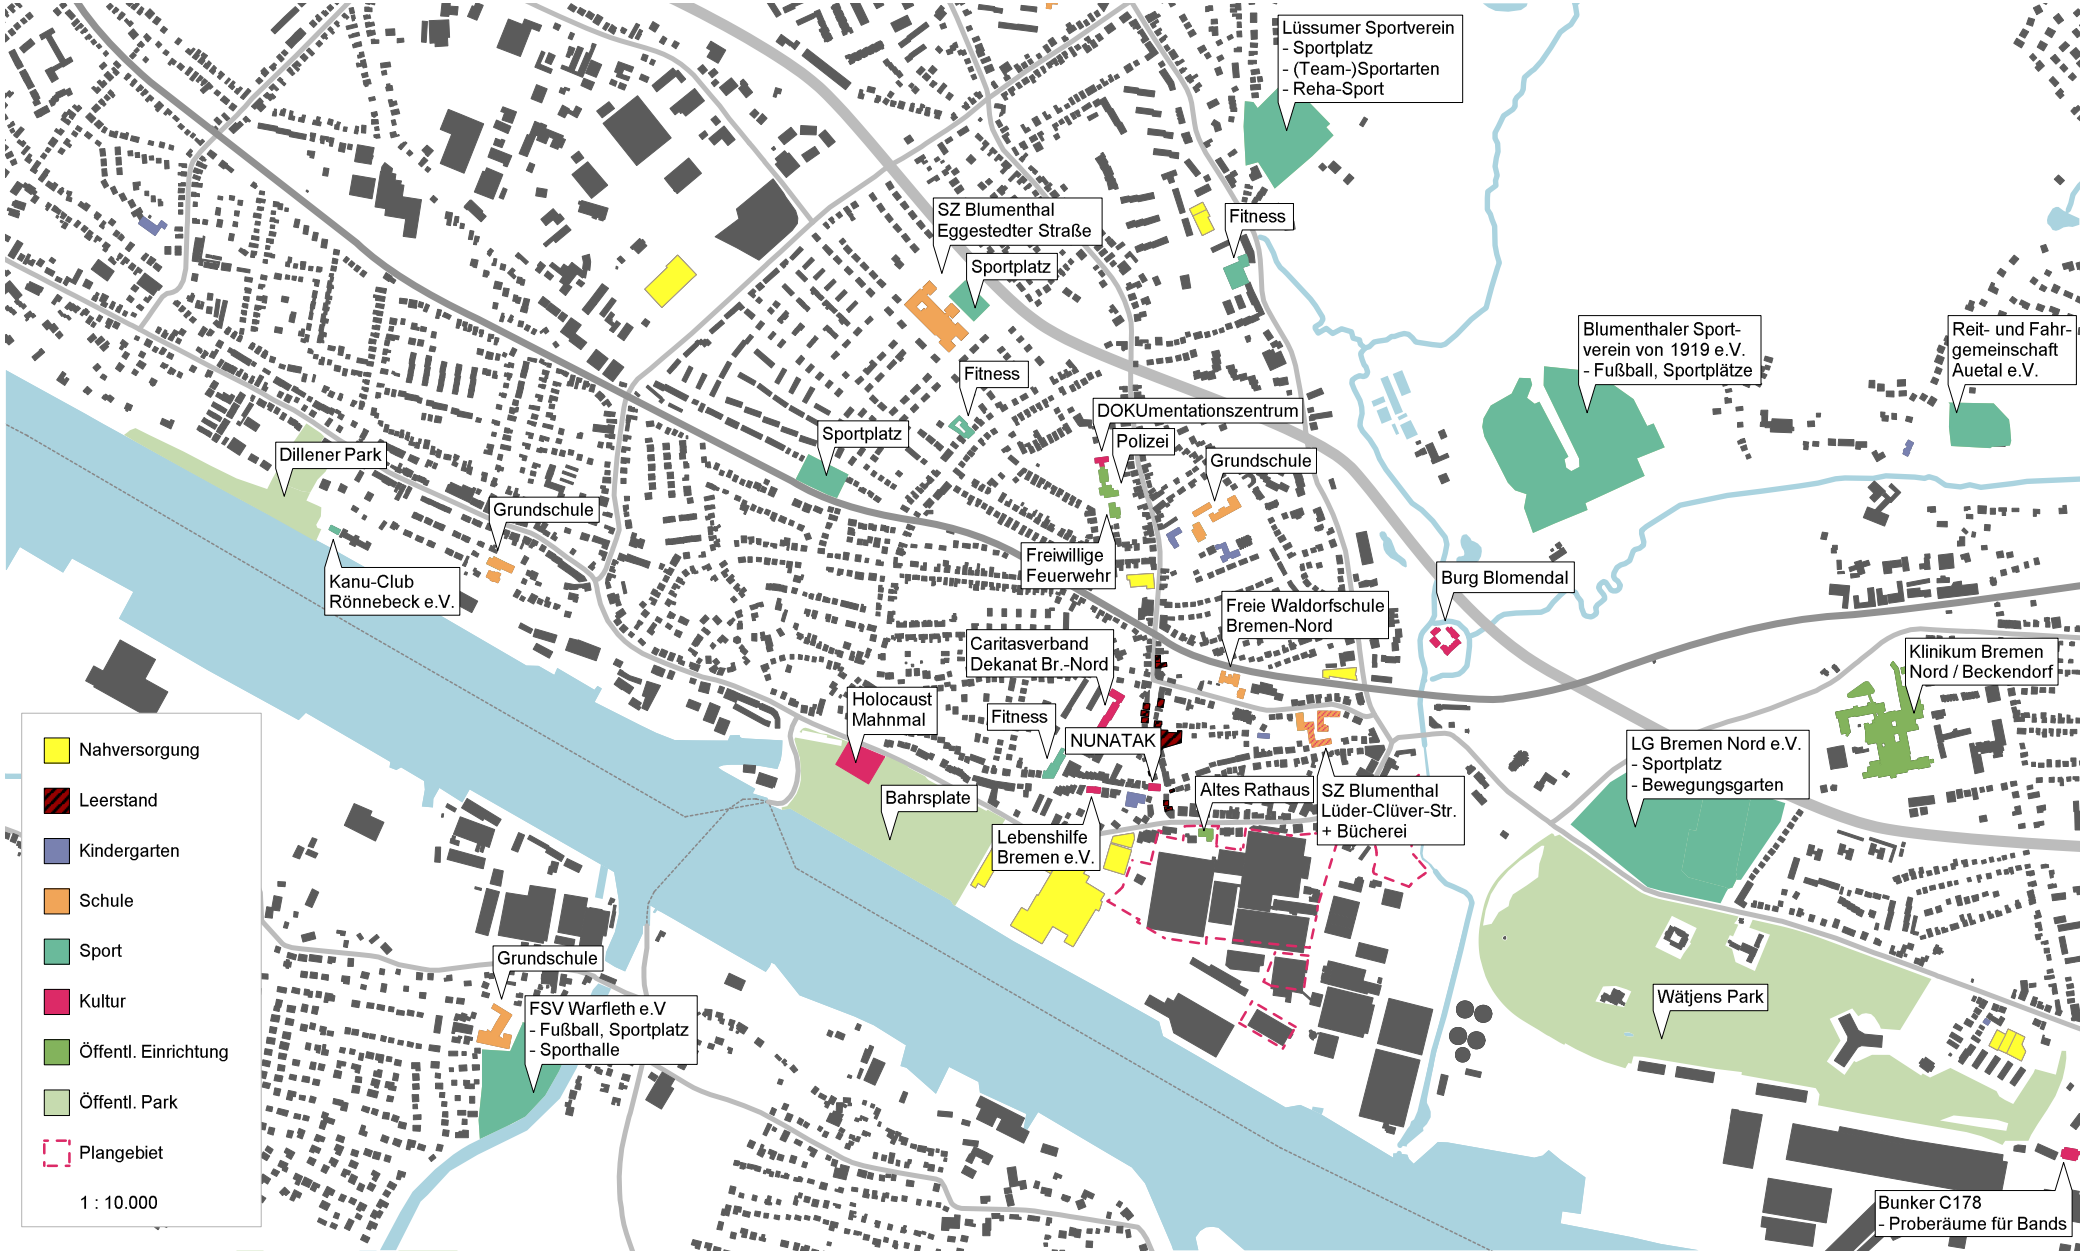 Lüssumer Sportverein
- Sportplatz
- (Team-)Sportarten
- Reha-Sport
SZ Blumenthal
Eggestedter Straße
Fitness
Sportplatz
Blumenthaler Sport-
verein von 1919 e.V.
- Fußball, Sportplätze
Reit- und Fahr-
gemeinschaft
Auetal e.V.
Fitness
DOKUmentationszentrum
Sportplatz
Polizei
Dillener Park
Grundschule
Grundschule
Freiwillige
Feuerwehr
Kanu-Club
Rönnebeck e.V.
Burg Blomendal
Freie Waldorfschule
Bremen-Nord
Caritasverband
Dekanat Br.-Nord
Klinikum Bremen
Nord / Beckendorf
Holocaust
Mahnmal
Fitness
NUNATAK
LG Bremen Nord e.V.
- Sportplatz
- Bewegungsgarten
Bahrsplate
Altes Rathaus
SZ Blumenthal
Lüder-Clüver-Str.
+ Bücherei
Lebenshilfe
Bremen e.V.
Grundschule
FSV Warfleth e.V
- Fußball, Sportplatz
- Sporthalle
Wätjens Park
Bunker C178
- Proberäume für Bands
Nahversorgung
Leerstand
Kindergarten
Schule
Sport
Kultur
Öffentl. Einrichtung
Öffentl. Park
Plangebiet
1 : 10.000